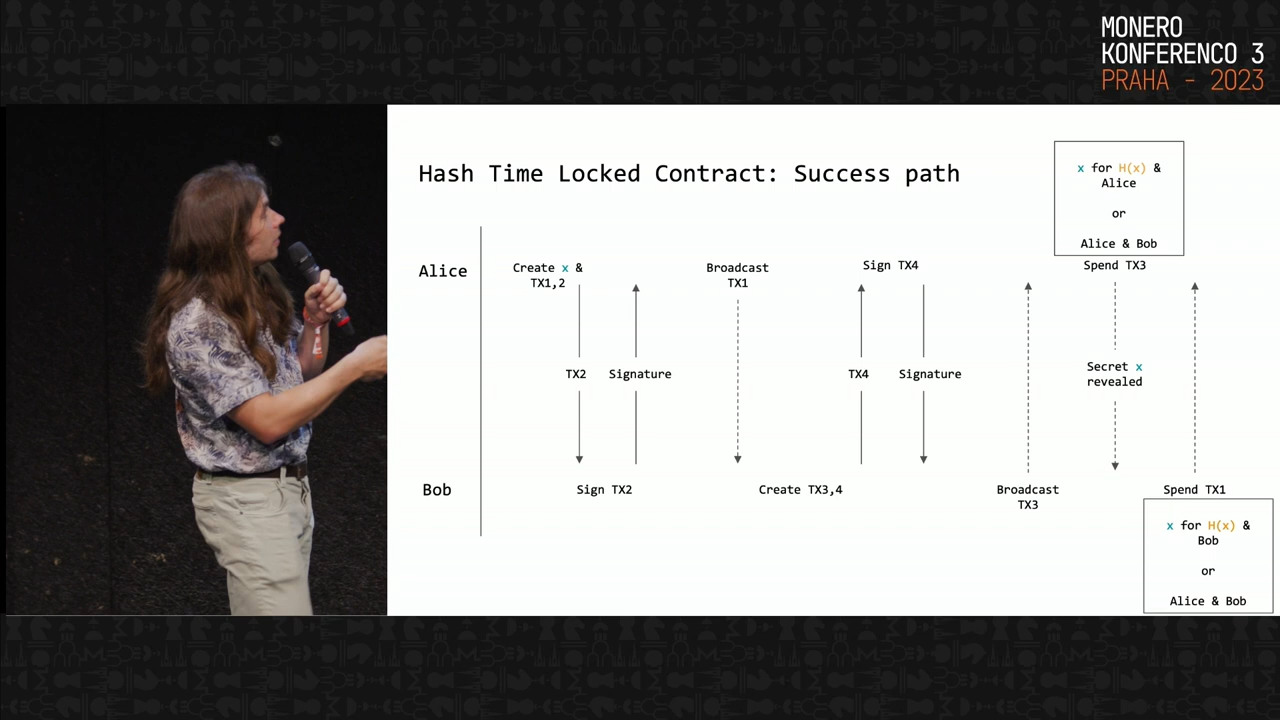 MONERO
KONFERENCO 3
PRAHA - 2023
Hash Time Locked Contract: Success path
x for H(x) &
Alice
or
Alice & Bob
Alice
Create x &
TX1,2
Broadcast
TX1
Sign TX4
Spend TX3
TX2
Signature
TX4
Signature
Secret x
revealed
Bob
Sign TX2
Create TX3,4
Broadcast
TX3
Spend TX1
x for H(x) &
Bob
or
Alice & Bob